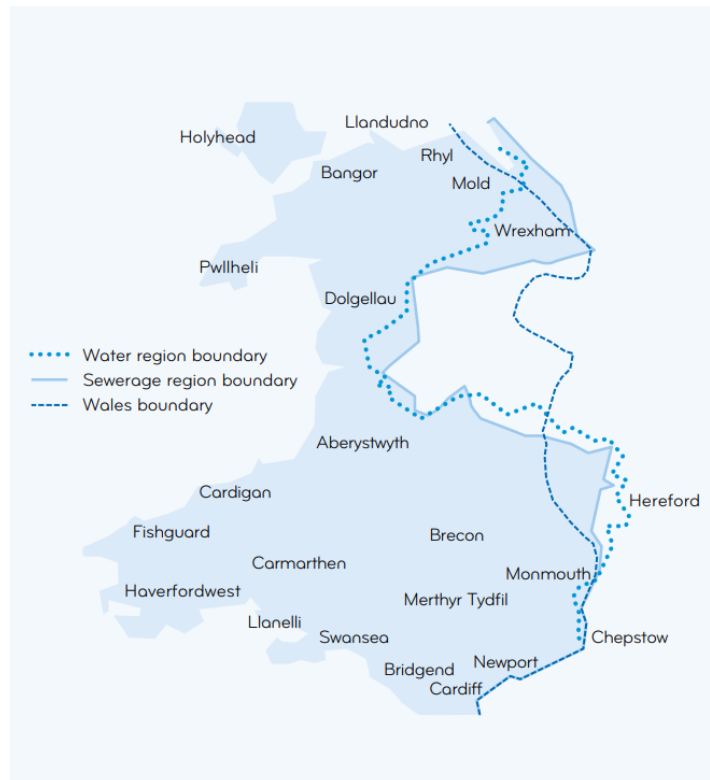 Llandudno
Holyhead
Rhyl
Bangor
Mold
Wrexham
Pwllheli
Dolgellau
Water region boundary
Sewerage region boundary
Wales boundary
Aberystwyth
Cardigan
Hereford
Fishguard
Brecon
Carmarthen
Monmouth
Haverfordwest
Merthyr Tydfil
Llanelli
Swansea
Chepstow
Newport
Bridgend
Cardiff